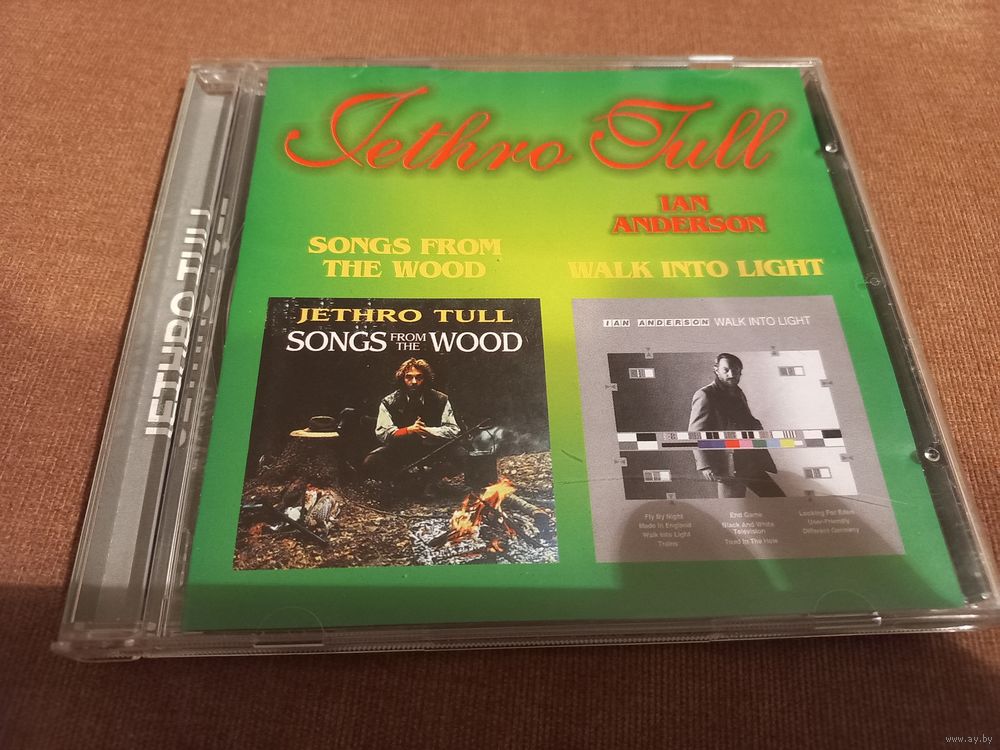 Jethro Tull
IAN
ANDERSON
SONGS FROM
THE WOOD
WALK INTO LIGHT
JETHRO TULL
SONGS FROM THE WOOD
IAN ANDERSON WALK INTO LIGHT
Fly By Night
Made In England
Walk Into Light
Trains
End Game
Black And White
Television
Toad In The Hole
Looking For Eden
User-Friendly
Different Germany
JETHRO TULL
www.ay.by